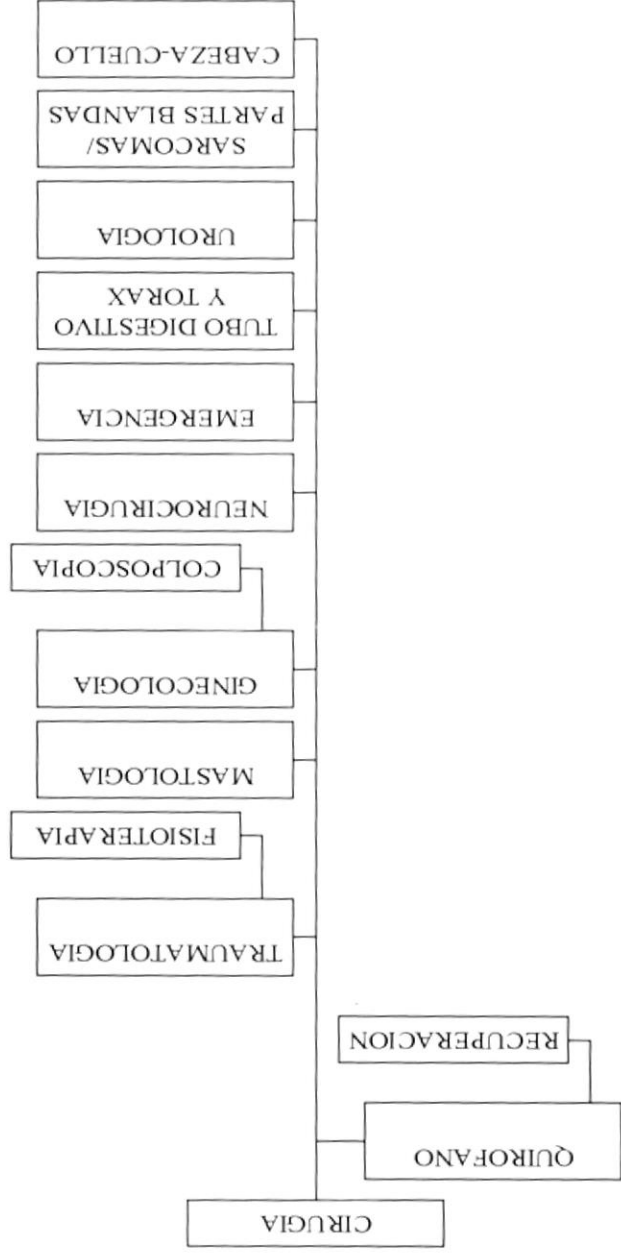 CIRUGIA
QUIROFANO
RECUPERACION
TRAUMATOLOGIA
FISIOTERAPIA
MASTOLOGIA
GINECOLOGIA
COLPOSCOPIA
NEUROCIRUGIA
EMERGENCIA
TUBO DIGESTIVO
Y TORAX
UROLOGIA
SARCOMAS/
PARTES BLANDAS
CABEZA-CUELLO